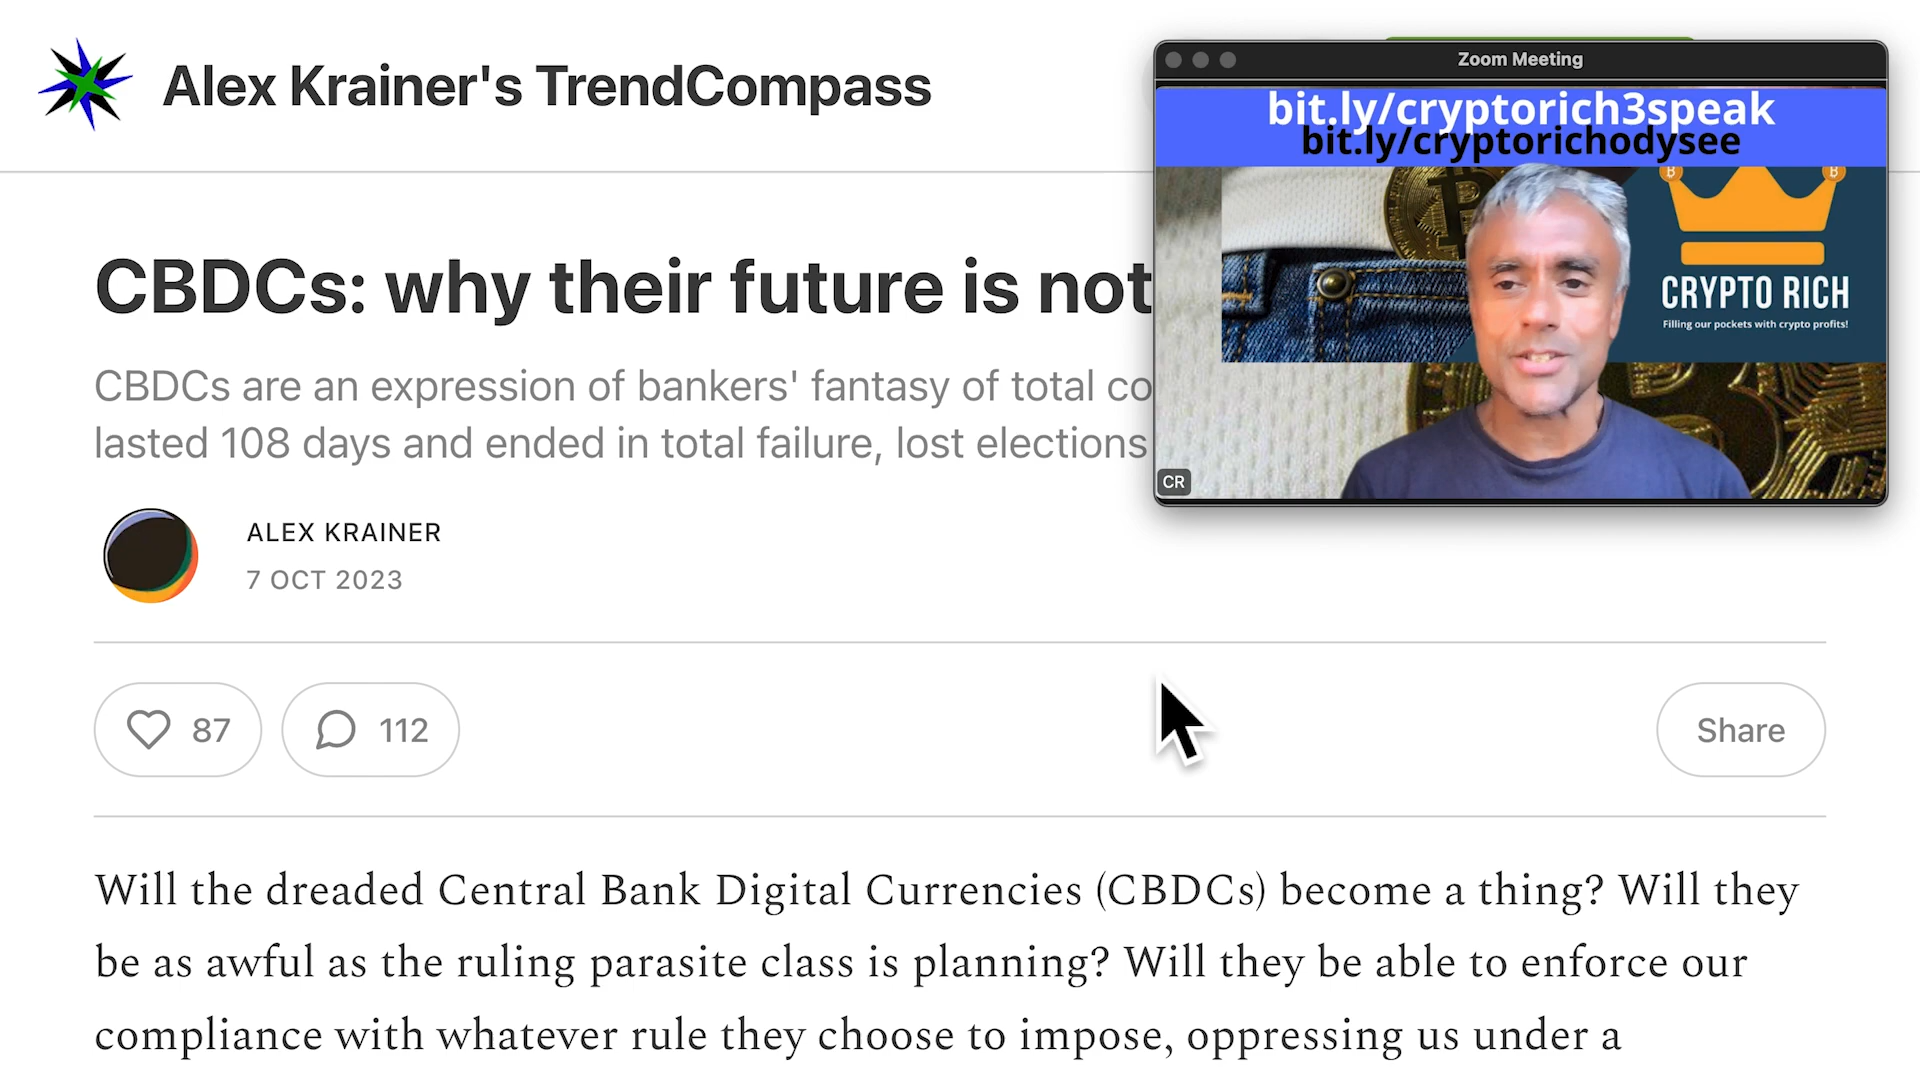 Alex Krainer's TrendCompass
Zoom Meeting
bit.ly/cryptorich3speak
bit.ly/cryptorichodysee
CRYPTO RICH
Filling our pockets with crypto profits!
CR
CBDCs: why their future is not
CBDCs are an expression of bankers' fantasy of total co
lasted 108 days and ended in total failure, lost elections
ALEX KRAINER
7 OCT 2023
87
112
Share
Will the dreaded Central Bank Digital Currencies (CBDCs) become a thing? Will they
be as awful as the ruling parasite class is planning? Will they be able to enforce our
compliance with whatever rule they choose to impose, oppressing us under a